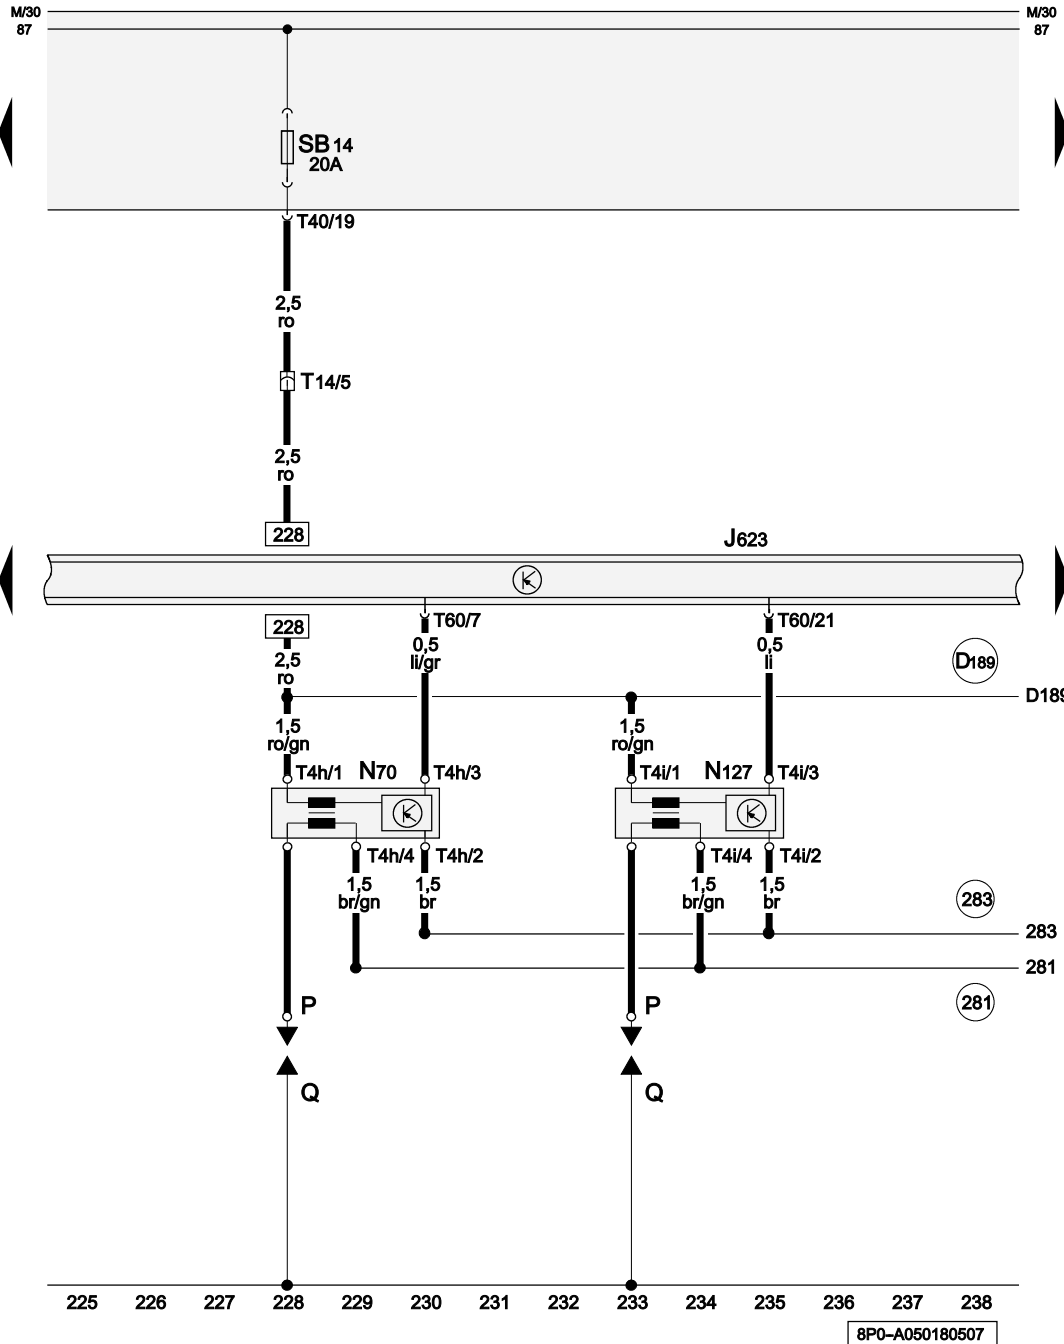 M/30 M/30
87 87
SB14
20A
T40/19
2,5
ro
T14/5
2,5
ro
228
J623
T60/7 T60/21
228
2,5
ro
0,5
li/gr
0,5
li
D189
D189
1,5
ro/gn
1,5
ro/gn
T4h/1 N70 T4h/3 T4i/1 N127 T4i/3
T4h/4 T4h/2 T4i/4 T4i/2
1,5
br/gn
1,5
br
1,5
br/gn
1,5
br
283
283
281
281
P P
Q Q
225 226 227 228 229 230 231 232 233 234 235 236 237 238
8P0-A050180507